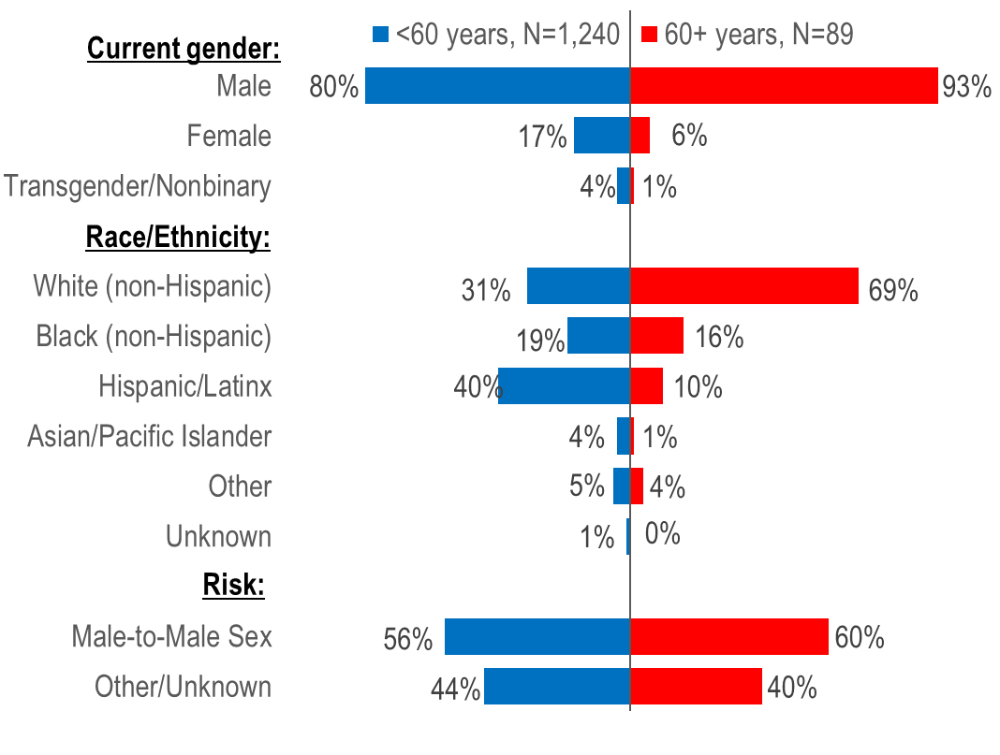 <60 years, N=1,240 60+ years, N=89
Current gender:
Male 80% 93%
Female 17% 6%
Transgender/Nonbinary 4% 1%
Race/Ethnicity:
White (non-Hispanic) 31% 69%
Black (non-Hispanic) 19% 16%
Hispanic/Latinx 40% 10%
Asian/Pacific Islander 4% 1%
Other 5% 4%
Unknown 1% 0%
Risk:
Male-to-Male Sex 56% 60%
Other/Unknown 44% 40%